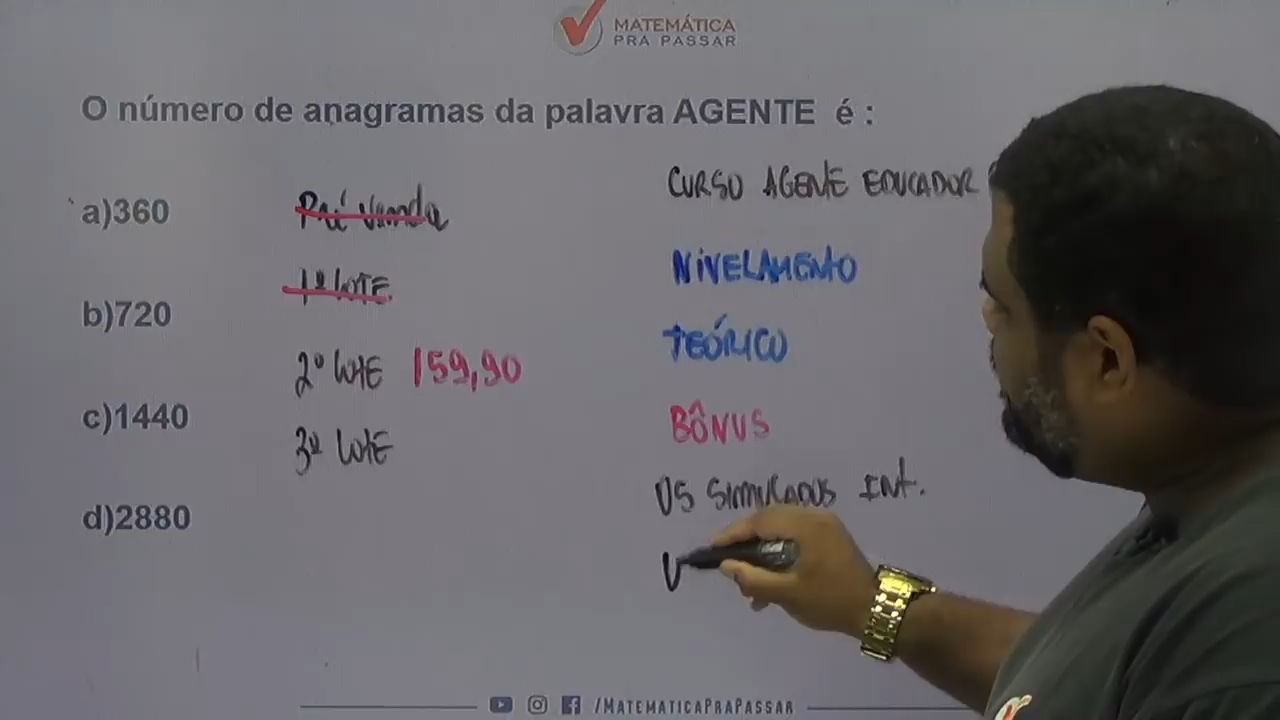 MATEMÁTICA
PRA PASSAR
O número de anagramas da palavra AGENTE é :
a)360
b)720
c)1440
d)2880
Pré Venda
1º LOTE
2º LOTE 159,90
3º LOTE
CURSO AGENTE EDUCADOR
NIVELAMENTO
TEÓRICO
BÔNUS
05 SIMULADOS INT.
/MATEMATICAPRAPASSAR